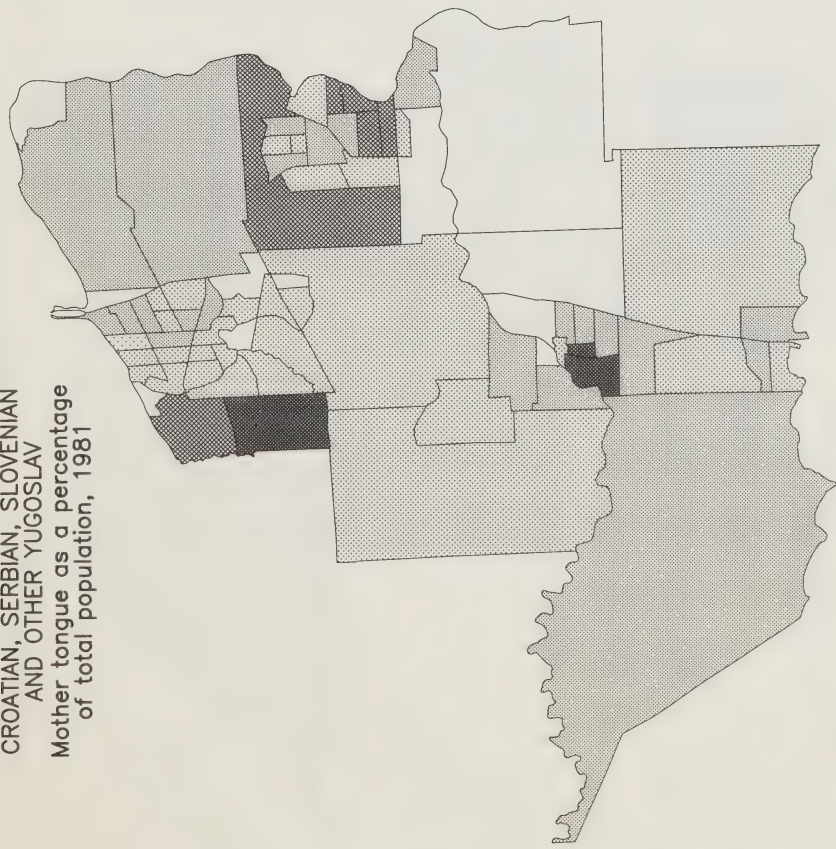 CROATIAN, SERBIAN, SLOVENIAN
AND OTHER YUGOSLAV
Mother tongue as a percentage
of total population, 1981